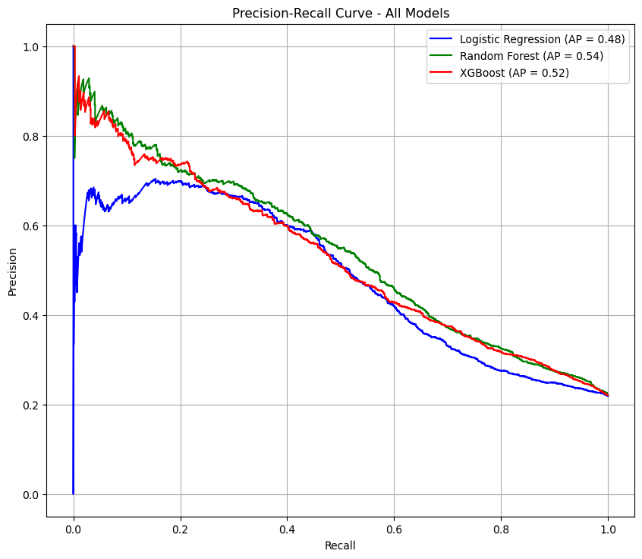 Precision-Recall Curve - All Models
Logistic Regression (AP = 0.48)
Random Forest (AP = 0.54)
XGBoost (AP = 0.52)
1.0
0.8
0.6
0.4
0.2
0.0
Precision
0.0 0.2 0.4 0.6 0.8 1.0
Recall